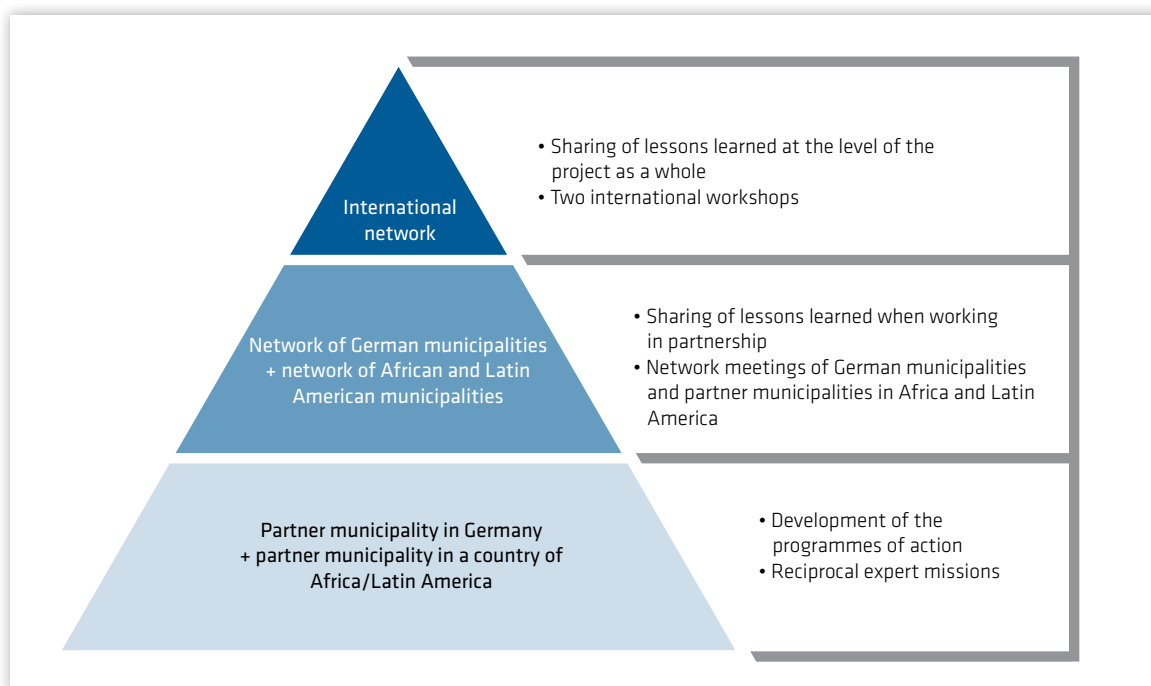 International
network
• Sharing of lessons learned at the level of the
project as a whole
• Two international workshops
Network of German municipalities
+ network of African and Latin
American municipalities
• Sharing of lessons learned when working
in partnership
• Network meetings of German municipalities
and partner municipalities in Africa and Latin
America
Partner municipality in Germany
+ partner municipality in a country of
Africa/Latin America
• Development of the
programmes of action
• Reciprocal expert missions